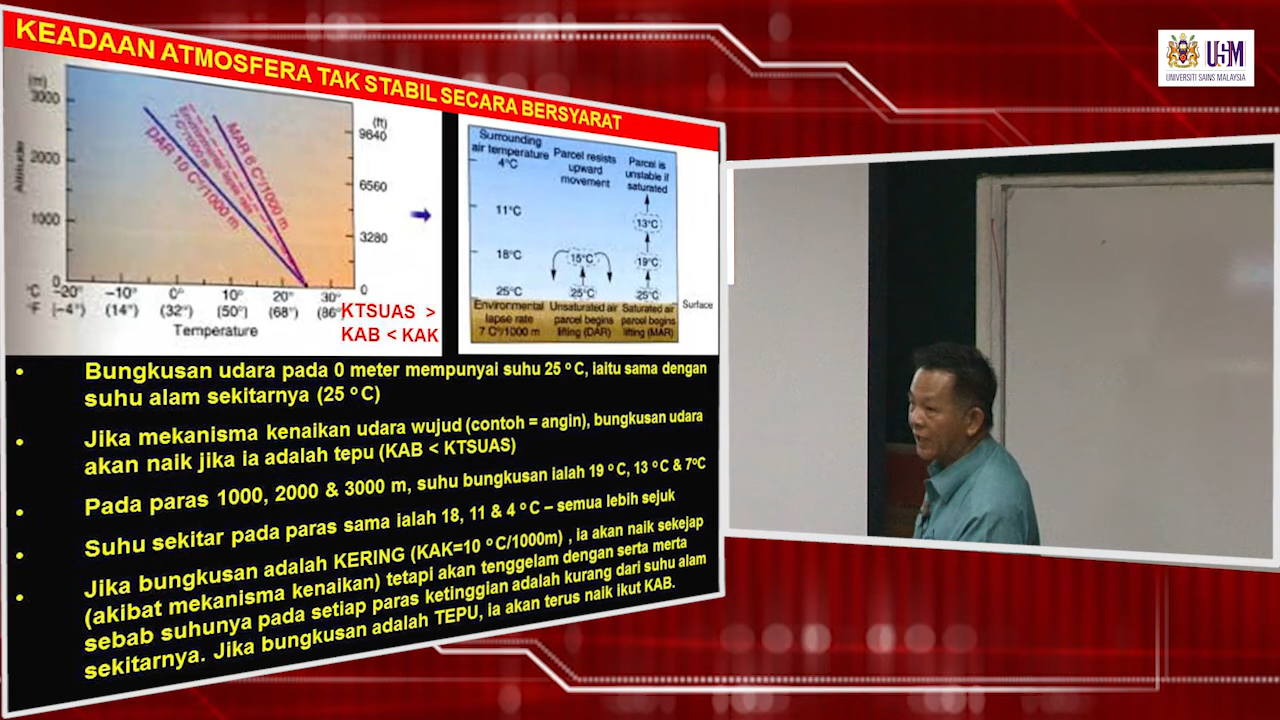 KEADAAN ATMOSFERA TAK STABIL SECARA BERSYARAT
USM
UNIVERSITI SAINS MALAYSIA
(m)
3000
2000
1000
0
Altitude
MAR 6 C°/1000 m
Environmental lapse rate
7 C°/1000 m
DAR 10 C°/1000 m
(ft)
9640
6560
3280
0
°C -20° -10° 0° 10° 20° 30°
°F (-4°) (14°) (32°) (50°) (68°) (86°
Temperature
KTSUAS >
KAB < KAK
Surrounding
air temperature
4°C
11°C
18°C
25°C
Parcel resists
upward
movement
15°C
25°C
Parcel is
unstable if
saturated
13°C
19°C
25°C
Surface
Environmental
lapse rate
7 C°/1000 m
Unsaturated air
parcel begins
lifting (DAR)
Saturated air
parcel begins
lifting (MAR)
• Bungkusan udara pada 0 meter mempunyai suhu 25 º C, iaitu sama dengan
suhu alam sekitarnya (25 º C)
• Jika mekanisma kenaikan udara wujud (contoh = angin), bungkusan udara
akan naik jika ia adalah tepu (KAB < KTSUAS)
• Pada paras 1000, 2000 & 3000 m, suhu bungkusan ialah 19 º C, 13 º C & 7ºC
• Suhu sekitar pada paras sama ialah 18, 11 & 4 º C – semua lebih sejuk
• Jika bungkusan adalah KERING (KAK=10 º C/1000m) , ia akan naik sekejap
(akibat mekanisma kenaikan) tetapi akan tenggelam dengan serta merta
sebab suhunya pada setiap paras ketinggian adalah kurang dari suhu alam
sekitarnya. Jika bungkusan adalah TEPU, ia akan terus naik ikut KAB.